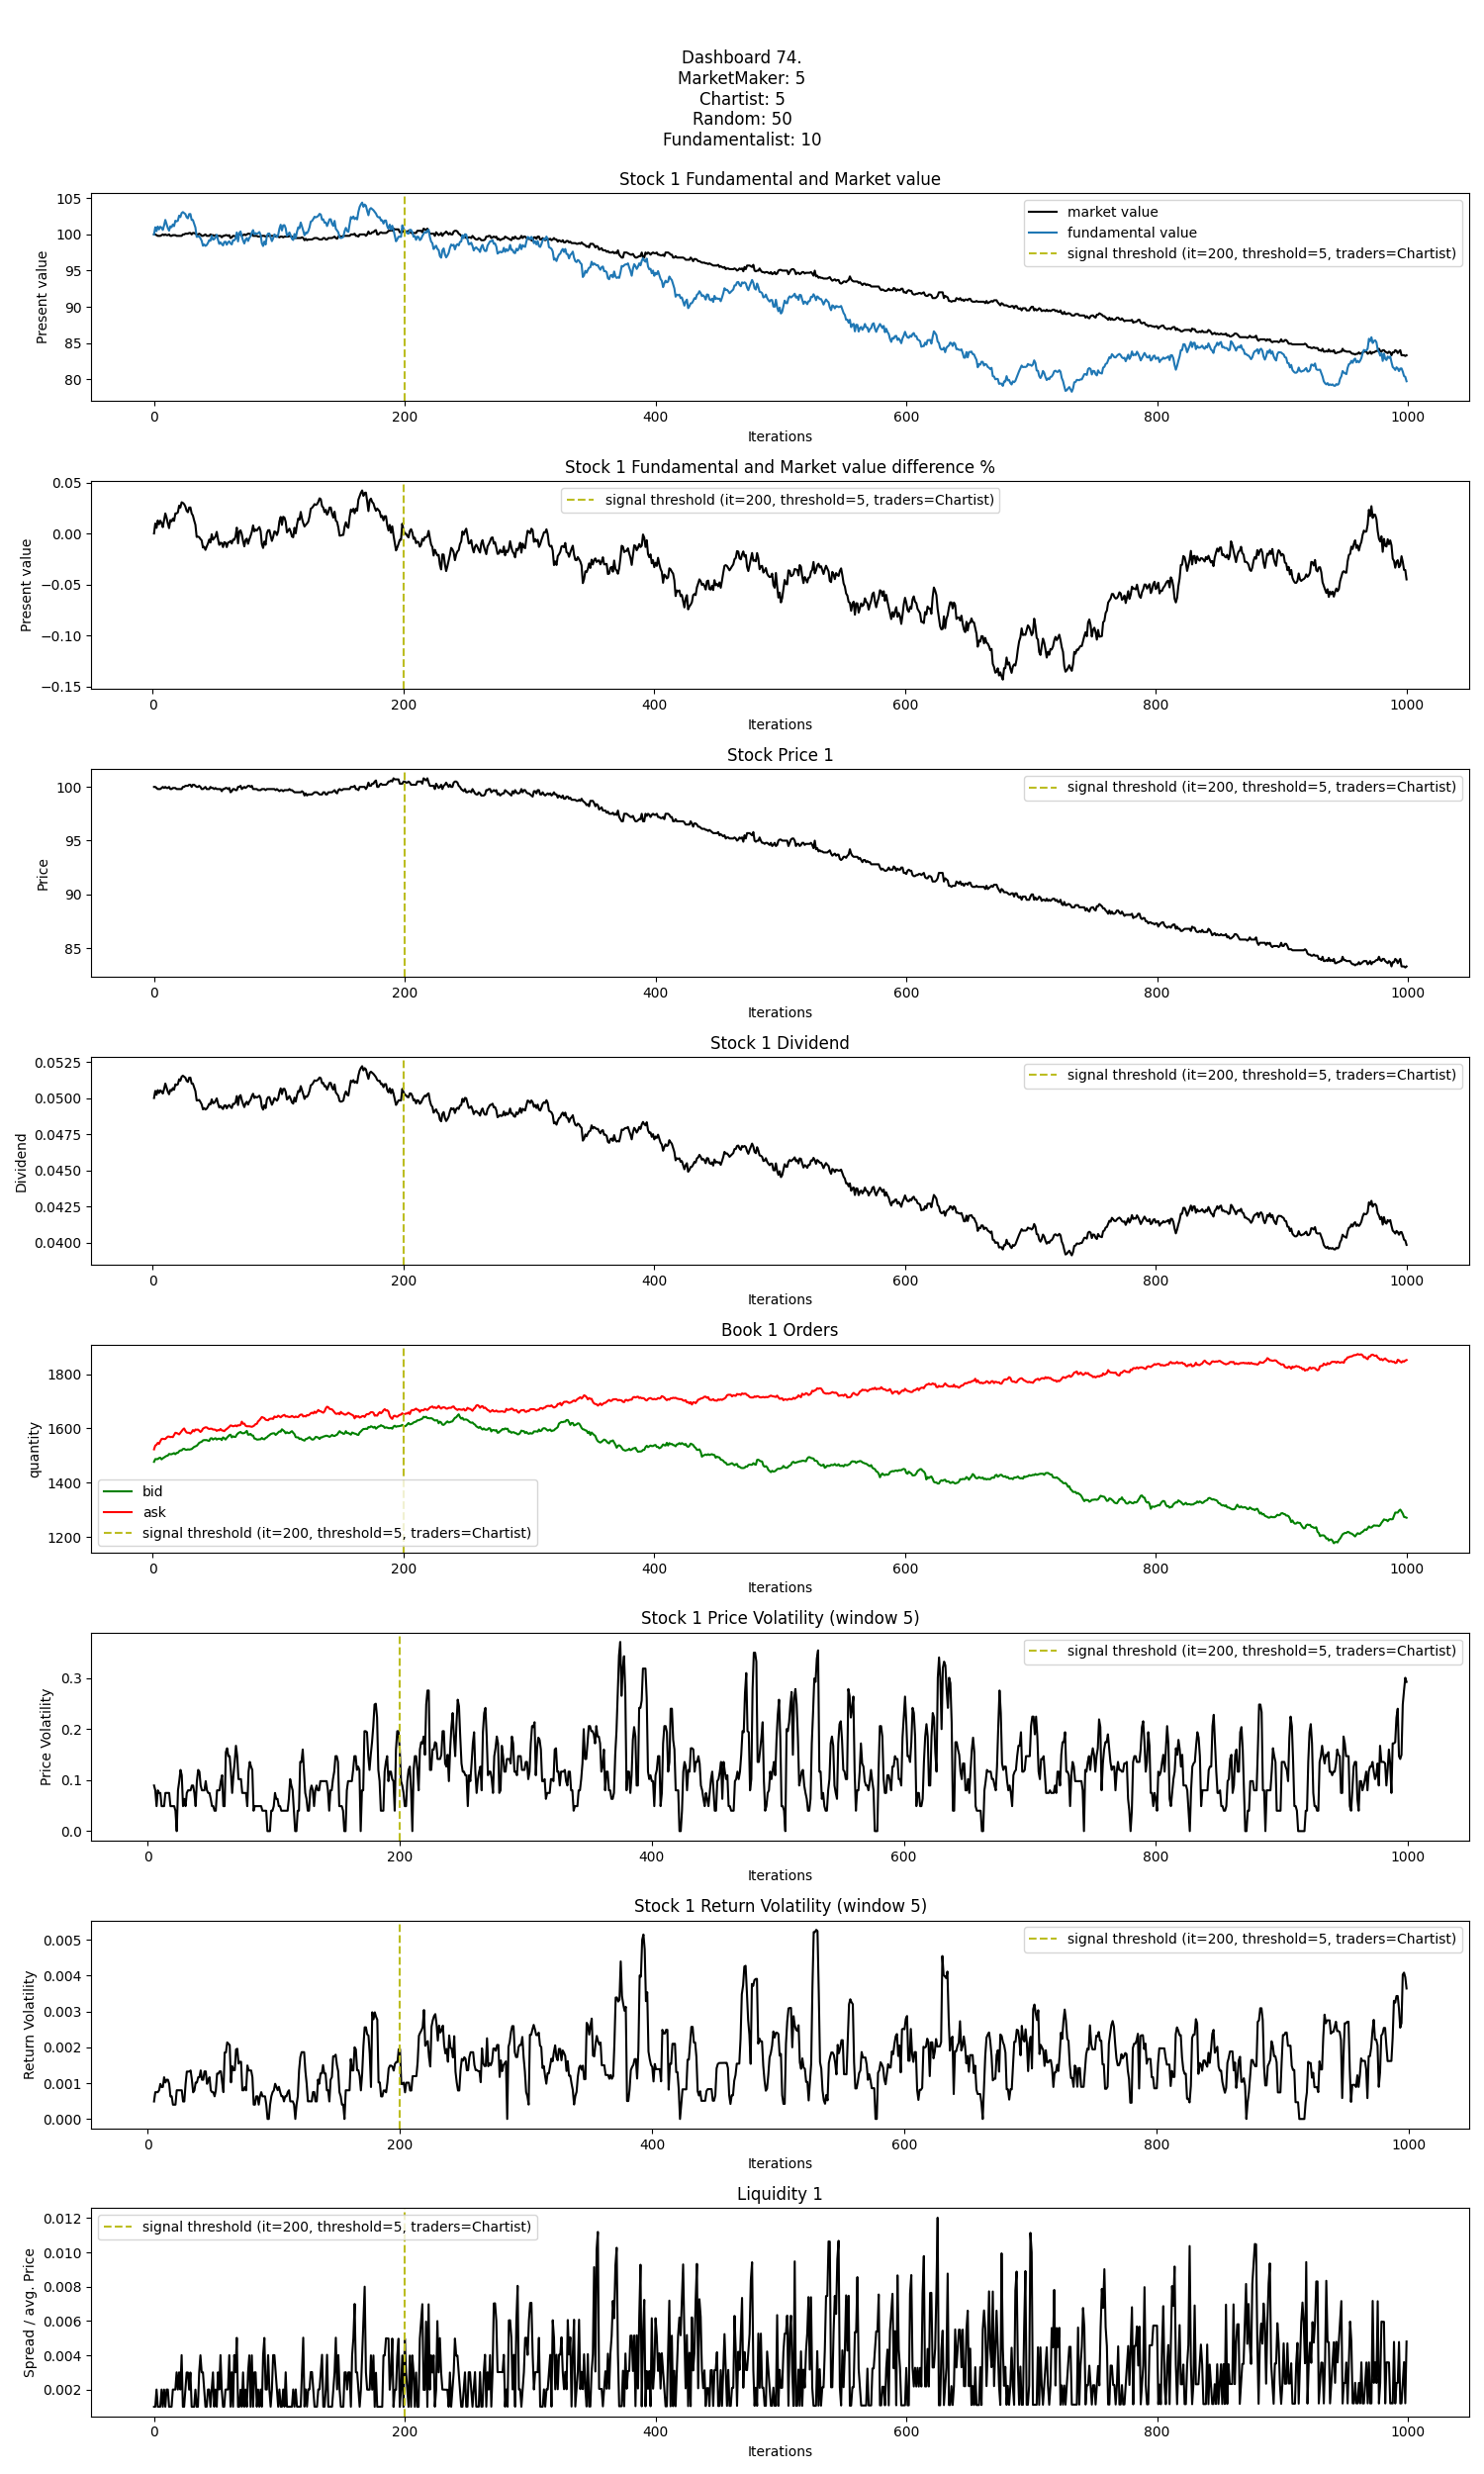 Dashboard 74.
MarketMaker: 5
Chartist: 5
Random: 50
Fundamentalist: 10
Stock 1 Fundamental and Market value
Present value
105
100
95
90
85
80
market value
fundamental value
signal threshold (it=200, threshold=5, traders=Chartist)
0 200 400 600 800 1000
Iterations
Stock 1 Fundamental and Market value difference %
Present value
0.05
0.00
−0.05
−0.10
−0.15
signal threshold (it=200, threshold=5, traders=Chartist)
0 200 400 600 800 1000
Iterations
Stock Price 1
Price
100
95
90
85
signal threshold (it=200, threshold=5, traders=Chartist)
0 200 400 600 800 1000
Iterations
Stock 1 Dividend
Dividend
0.0525
0.0500
0.0475
0.0450
0.0425
0.0400
signal threshold (it=200, threshold=5, traders=Chartist)
0 200 400 600 800 1000
Iterations
Book 1 Orders
quantity
1800
1600
1400
1200
bid
ask
signal threshold (it=200, threshold=5, traders=Chartist)
0 200 400 600 800 1000
Iterations
Stock 1 Price Volatility (window 5)
Price Volatility
0.3
0.2
0.1
0.0
signal threshold (it=200, threshold=5, traders=Chartist)
0 200 400 600 800 1000
Iterations
Stock 1 Return Volatility (window 5)
Return Volatility
0.005
0.004
0.003
0.002
0.001
0.000
signal threshold (it=200, threshold=5, traders=Chartist)
0 200 400 600 800 1000
Iterations
Liquidity 1
Spread / avg. Price
0.012
0.010
0.008
0.006
0.004
0.002
signal threshold (it=200, threshold=5, traders=Chartist)
0 200 400 600 800 1000
Iterations